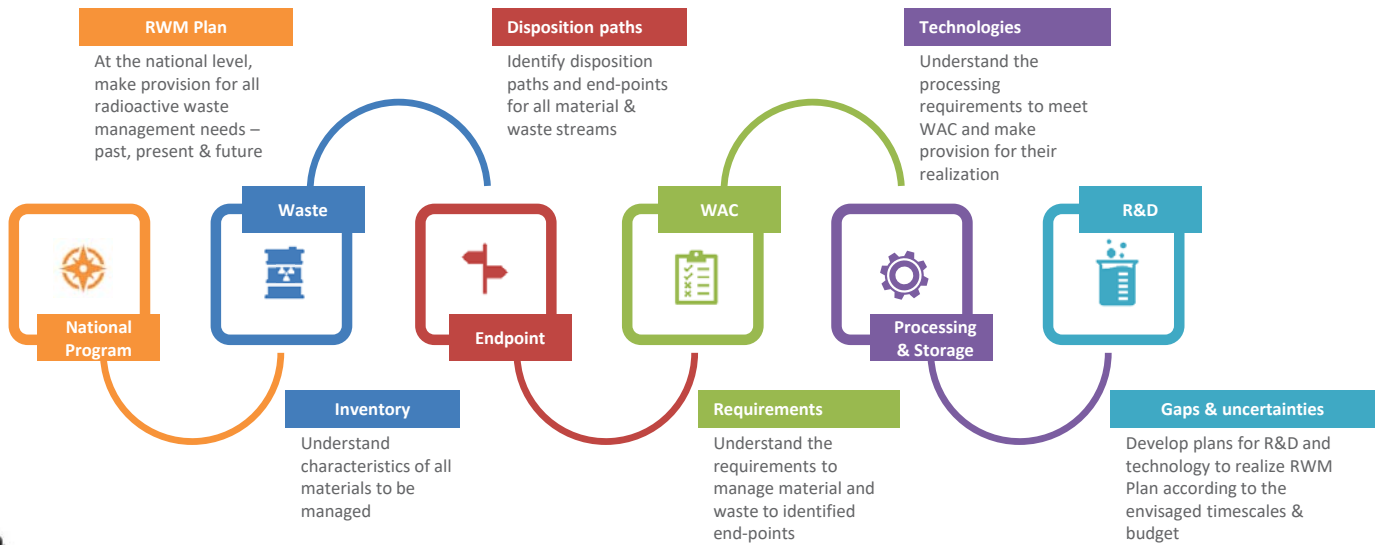 RWM Plan
At the national level,
make provision for all
radioactive waste
management needs –
past, present & future
Disposition paths
Identify disposition
paths and end-points
for all material &
waste streams
Technologies
Understand the
processing
requirements to meet
WAC and make
provision for their
realization
Waste
WAC
R&D
National
Program
Endpoint
Processing
& Storage
Inventory
Understand
characteristics of all
materials to be
managed
Requirements
Understand the
requirements to
manage material and
waste to identified
end-points
Gaps & uncertainties
Develop plans for R&D and
technology to realize RWM
Plan according to the
envisaged timescales &
budget